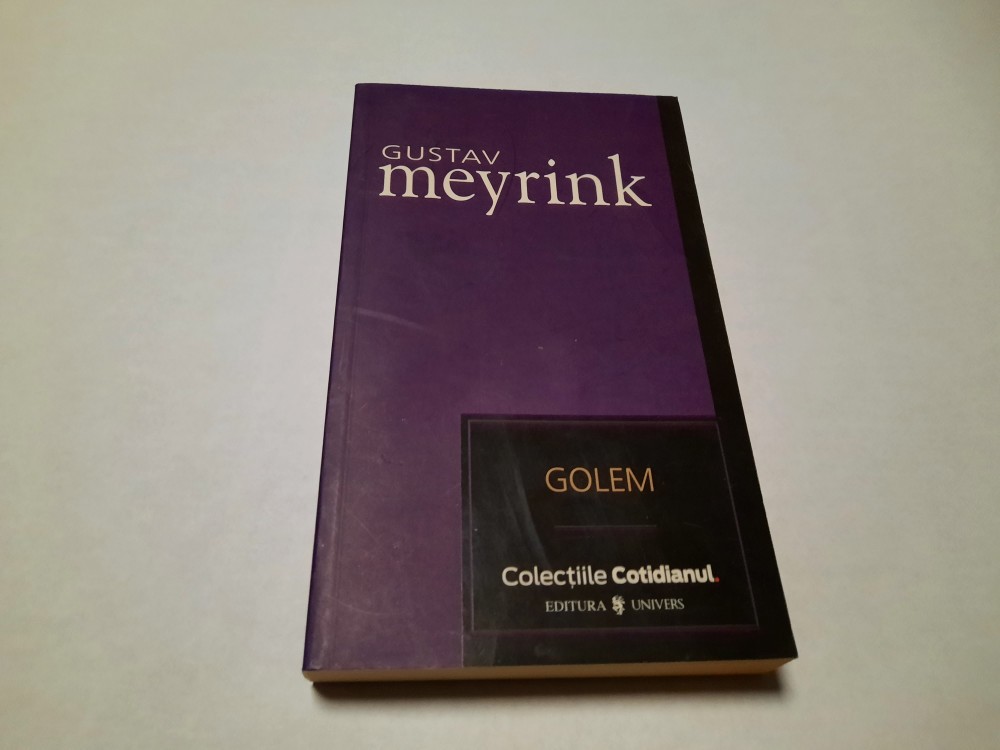 GUSTAV
meyrink
GOLEM
Colecțiile Cotidianul.
EDITURA UNIVERS